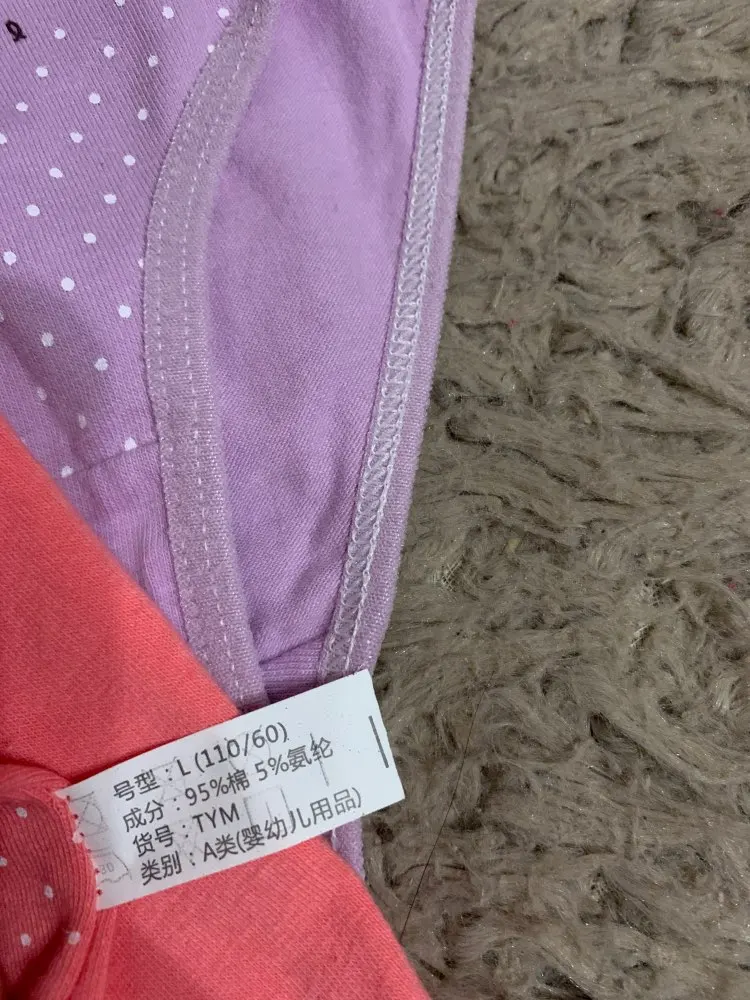 号型：L (110/60)
成分：95%棉 5%氨轮
货号：TYM
类别：A类(婴幼儿用品)